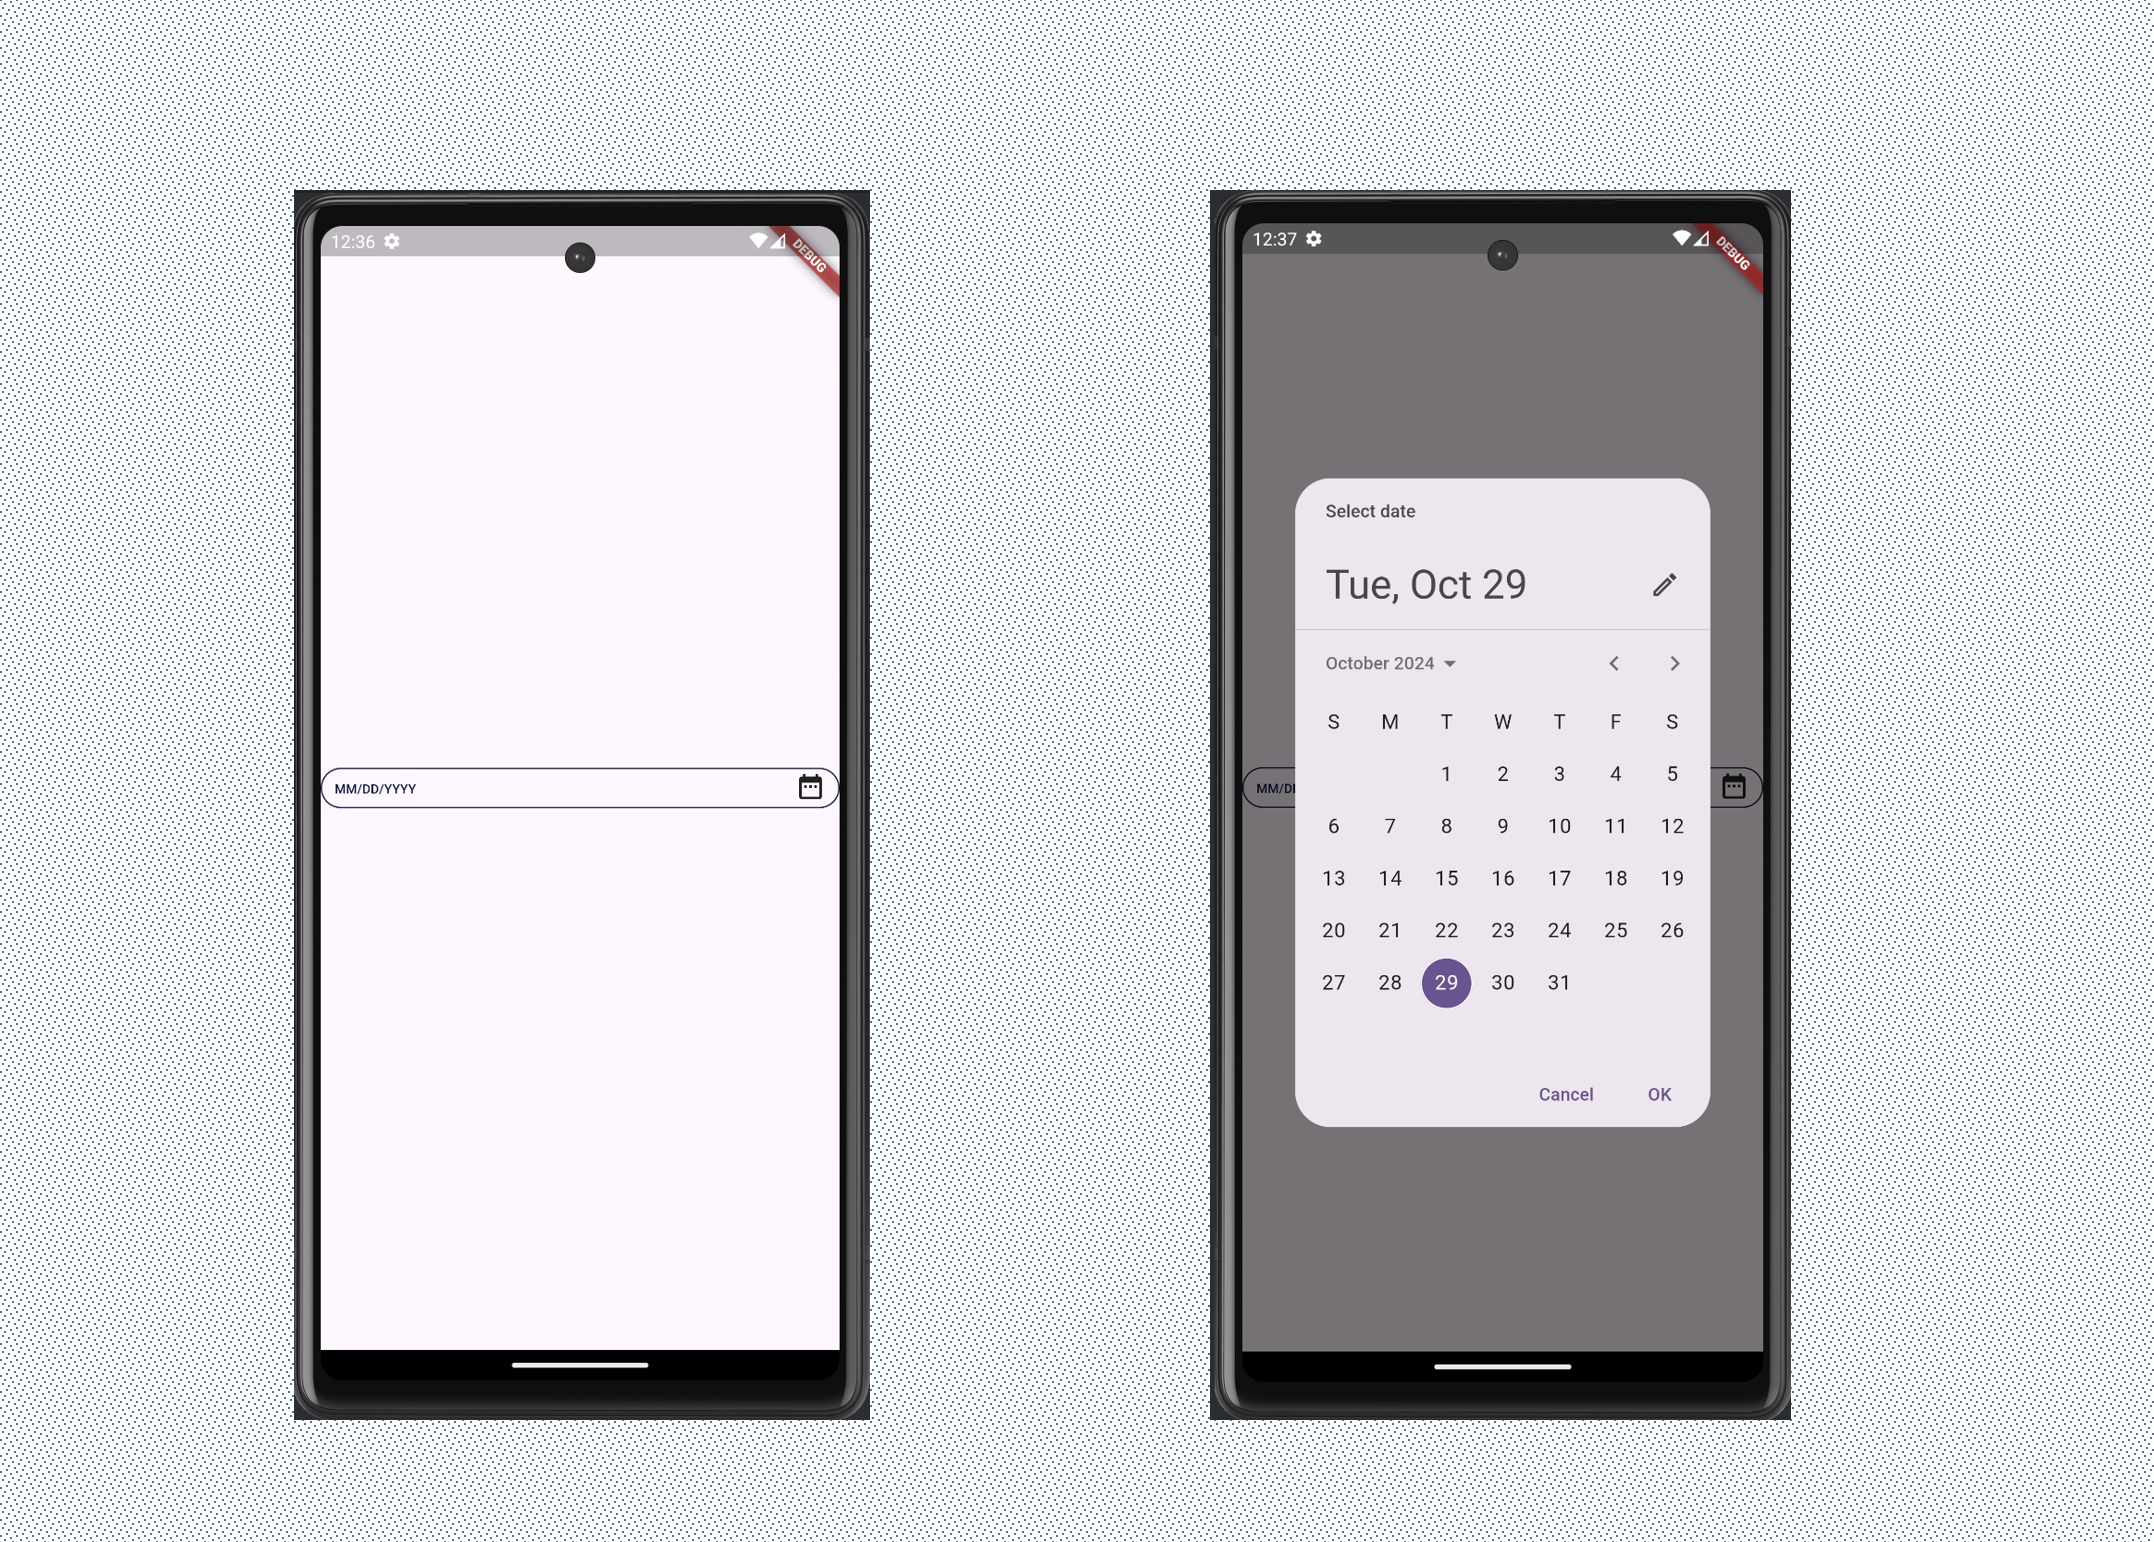 12:36
DEBUG
MM/DD/YYYY
12:37
DEBUG
Select date
Tue, Oct 29
October 2024
S M T W T F S
1 2 3 4 5
6 7 8 9 10 11 12
13 14 15 16 17 18 19
20 21 22 23 24 25 26
27 28 29 30 31
MM/D
Cancel OK